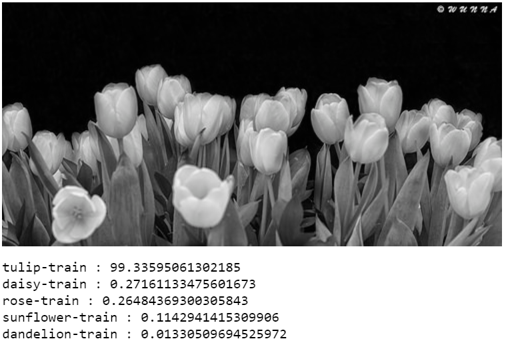 © WUNNA
tulip-train : 99.33595061302185
daisy-train : 0.27161133475601673
rose-train : 0.26484369300305843
sunflower-train : 0.1142941415309906
dandelion-train : 0.01330509694525972